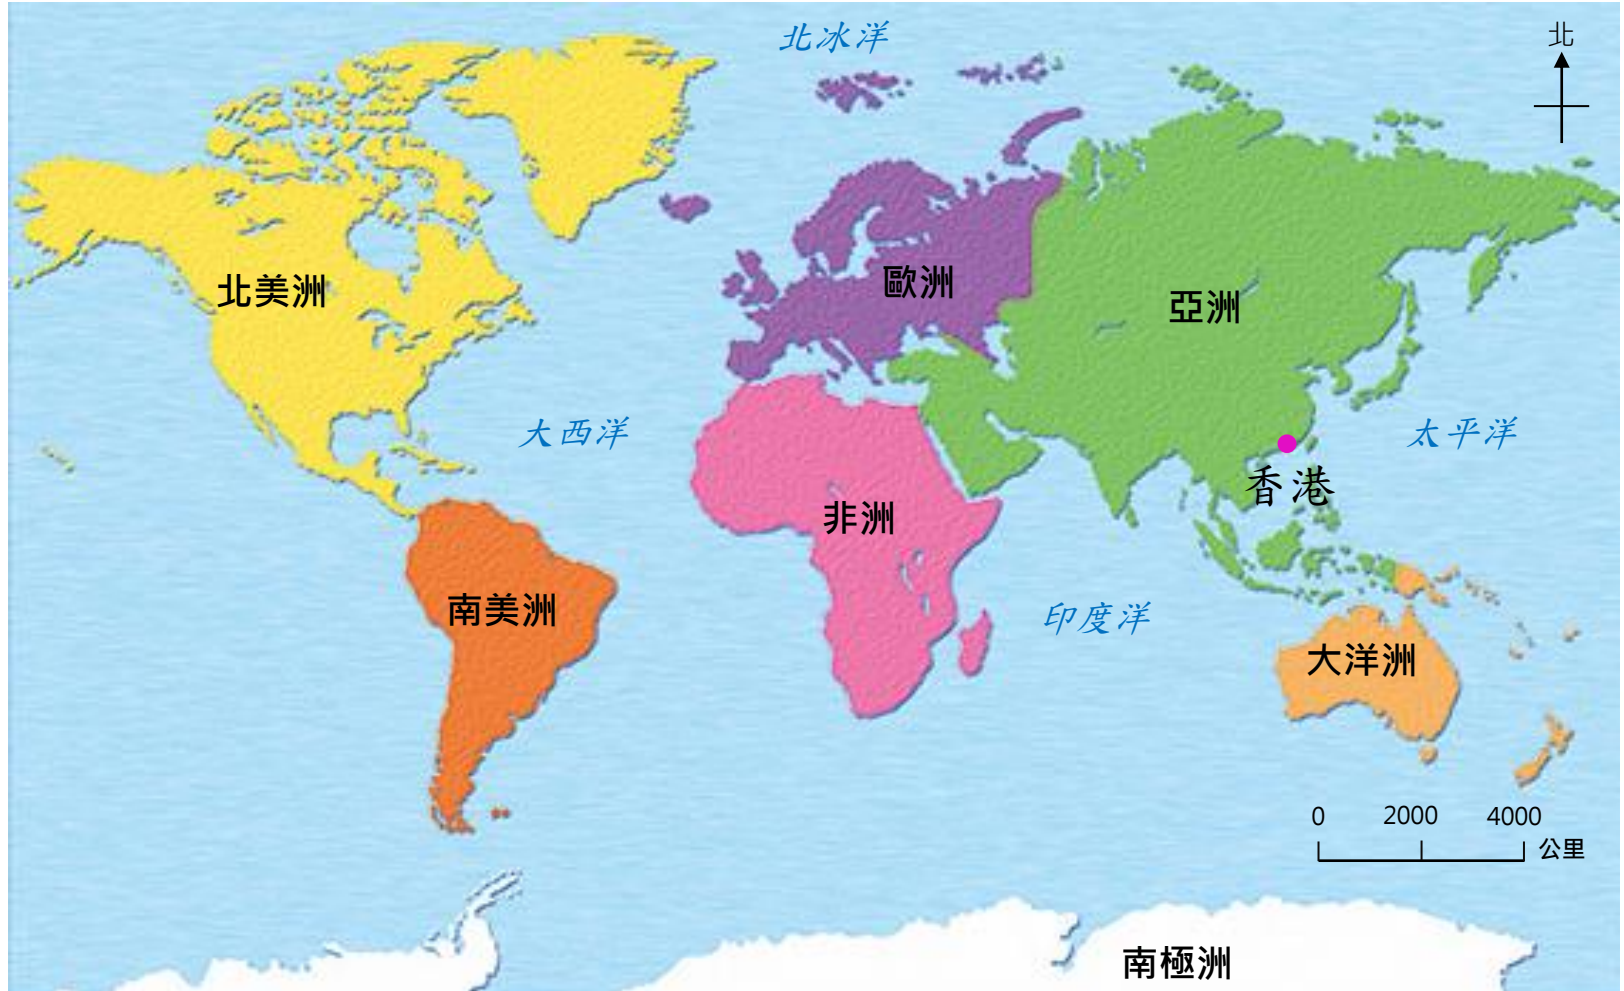 北冰洋
北
北美洲
歐洲
亞洲
大西洋
太平洋
香港
非洲
南美洲
印度洋
大洋洲
0 2000 4000
公里
南極洲